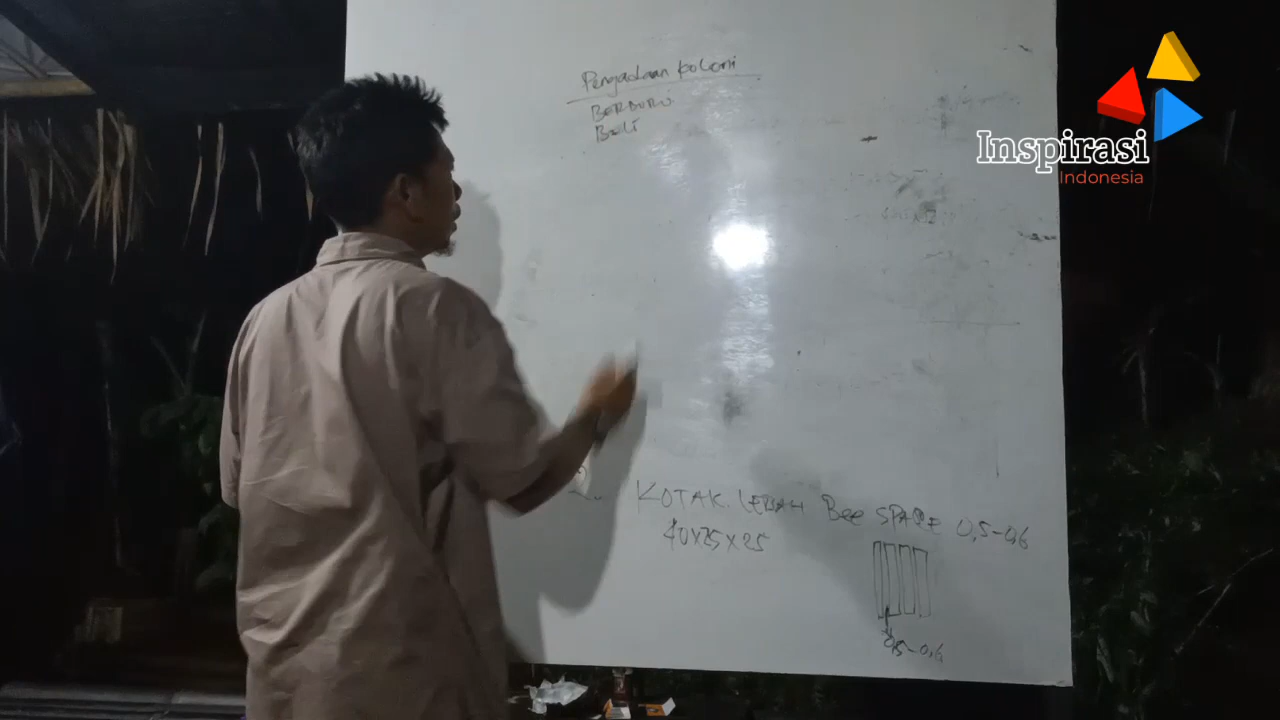 Pengadaan koloni
BERBURU
Beli
Inspirasi
Indonesia
2. KOTAK LEBAH Bee SPACE 0,5-0,6
40x25x25
0,5-0,6